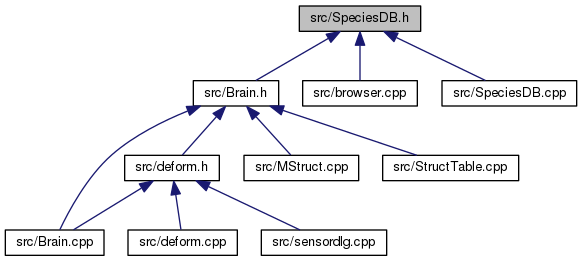 src/SpeciesDB.h
src/Brain.h
src/browser.cpp
src/SpeciesDB.cpp
src/deform.h
src/MStruct.cpp
src/StructTable.cpp
src/Brain.cpp
src/deform.cpp
src/sensordlg.cpp